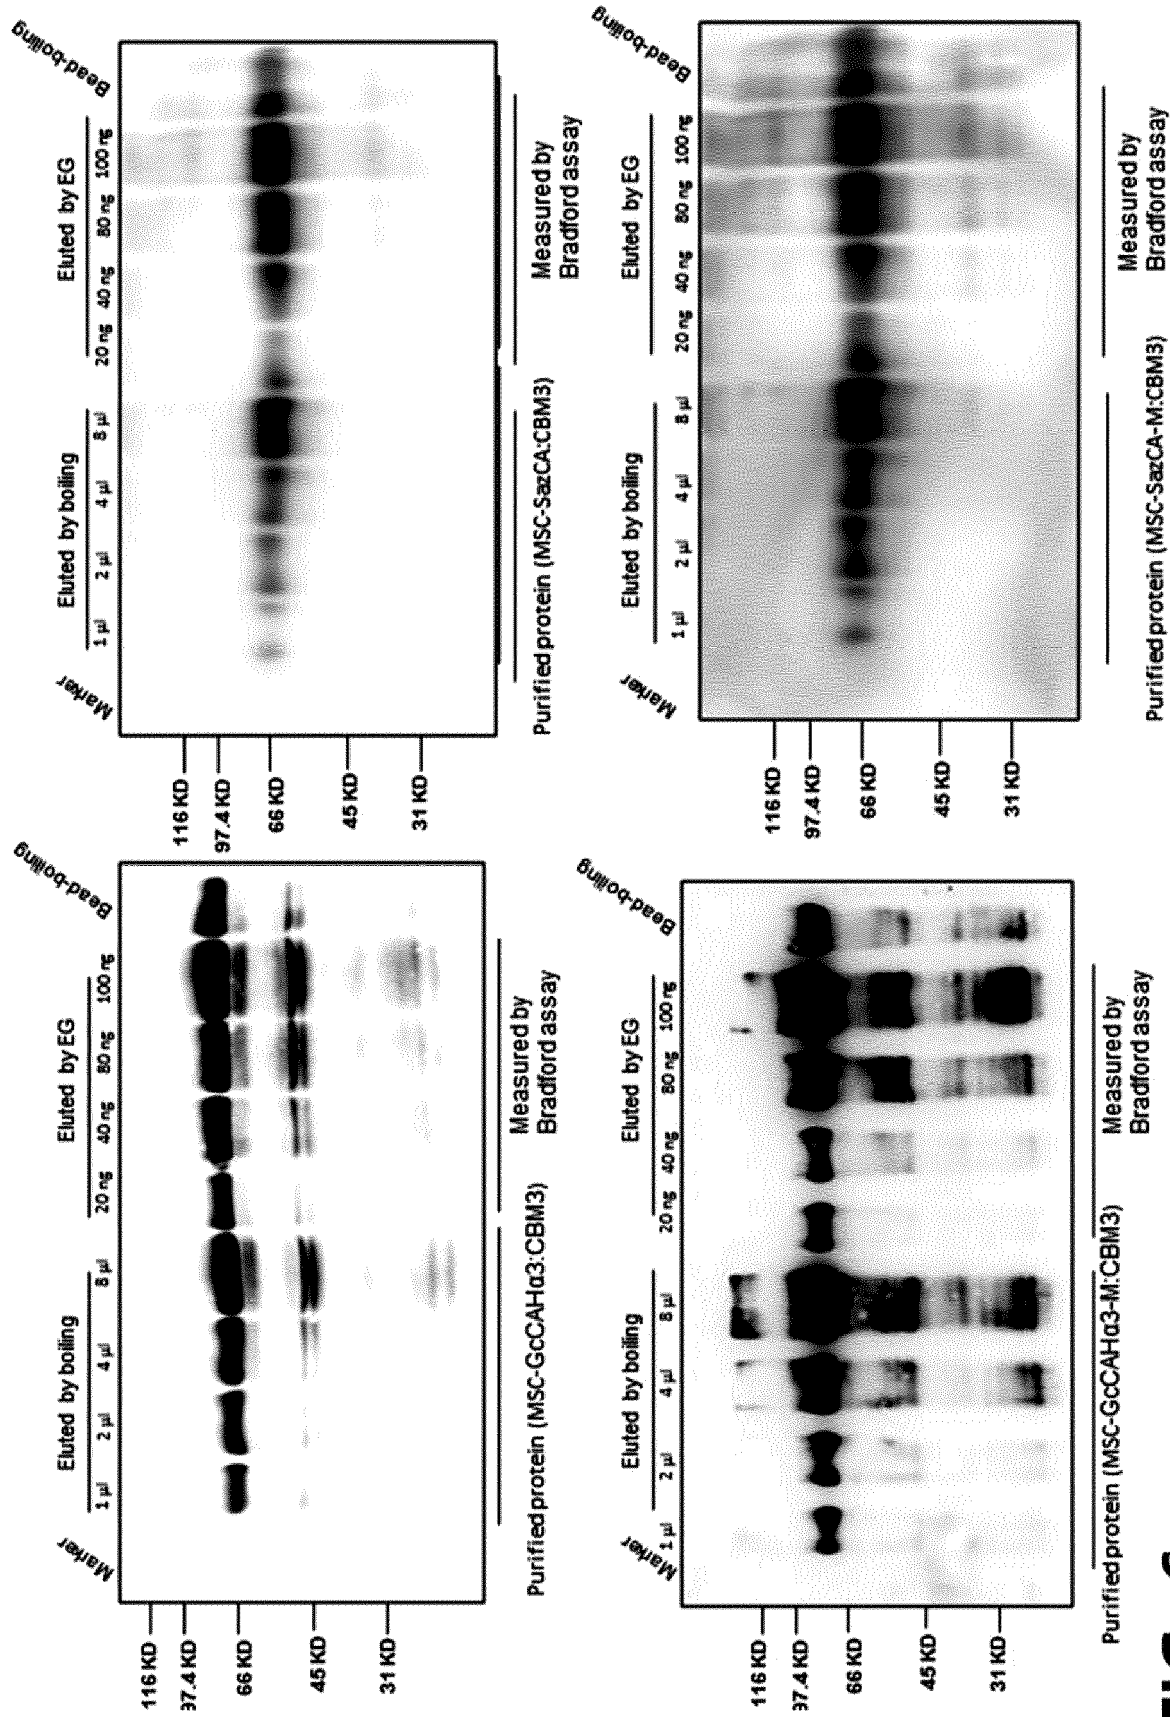 Marker
Eluted by boiling
Eluted by EG
Bead-boiling
1 µl 2 µl 4 µl 8 µl 20 ng 40 ng 80 ng 100 ng
116 KD
97.4 KD
66 KD
45 KD
31 KD
Measured by
Bradford assay
Purified protein (MSC-GcCAHα3:CBM3)
Marker
Eluted by boiling
Eluted by EG
Bead-boiling
1 µl 2 µl 4 µl 8 µl 20 ng 40 ng 80 ng 100 ng
116 KD
97.4 KD
66 KD
45 KD
31 KD
Measured by
Bradford assay
Purified protein (MSC-SazCA:CBM3)
Marker
Eluted by boiling
Eluted by EG
Bead-boiling
1 µl 2 µl 4 µl 8 µl 20 ng 40 ng 80 ng 100 ng
116 KD
97.4 KD
66 KD
45 KD
31 KD
Measured by
Bradford assay
Purified protein (MSC-GcCAHα3-M:CBM3)
Marker
Eluted by boiling
Eluted by EG
Bead-boiling
1 µl 2 µl 4 µl 8 µl 20 ng 40 ng 80 ng 100 ng
116 KD
97.4 KD
66 KD
45 KD
31 KD
Measured by
Bradford assay
Purified protein (MSC-SazCA-M:CBM3)